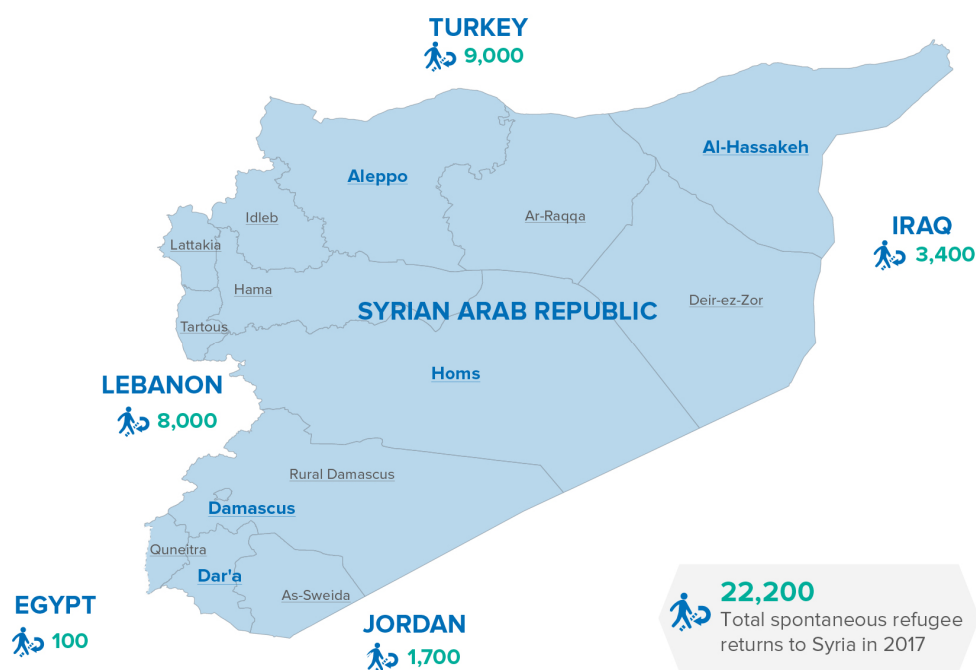 TURKEY
9,000
Al-Hassakeh
Aleppo
Idleb
Ar-Raqqa
IRAQ
3,400
Lattakia
Hama
Deir-ez-Zor
SYRIAN ARAB REPUBLIC
Tartous
Homs
LEBANON
8,000
Rural Damascus
Damascus
Quneitra
Dar'a
As-Sweida
EGYPT
100
JORDAN
1,700
22,200
Total spontaneous refugee
returns to Syria in 2017